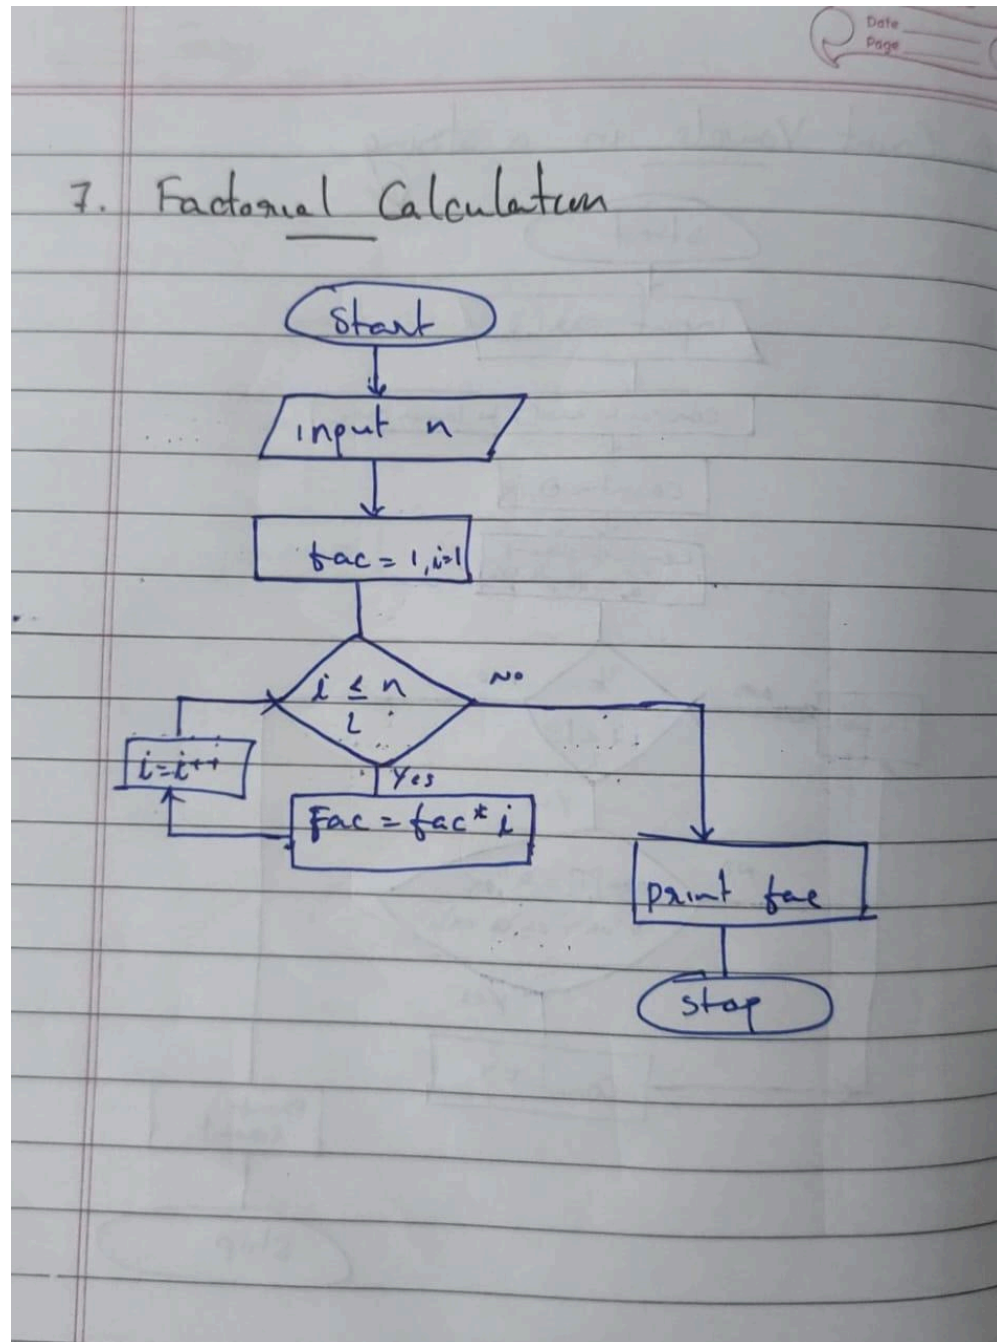 Date
Page
7. Factorial Calculation
Start
input n
fac = 1, i=1
i ≤ n
No
i=i++
Yes
Fac = fac * i
print fac
stop